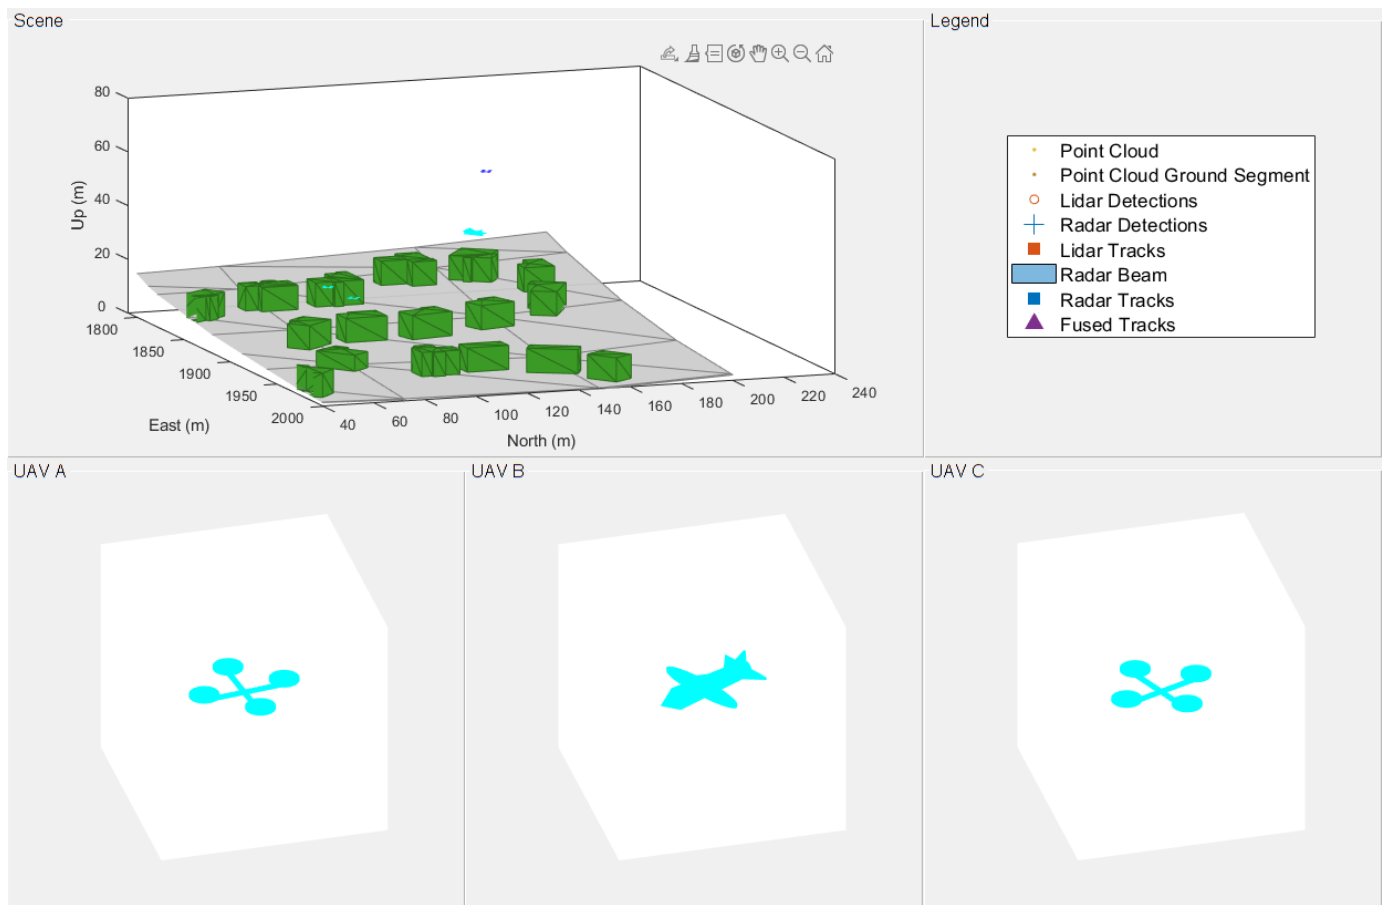 Scene
Legend
80
60
40
20
0
Up (m)
1800
1850
1900
1950
2000
East (m)
40
60
80
100
120
140
160
180
200
220
240
North (m)
Point Cloud
Point Cloud Ground Segment
Lidar Detections
Radar Detections
Lidar Tracks
Radar Beam
Radar Tracks
Fused Tracks
UAV A
UAV B
UAV C